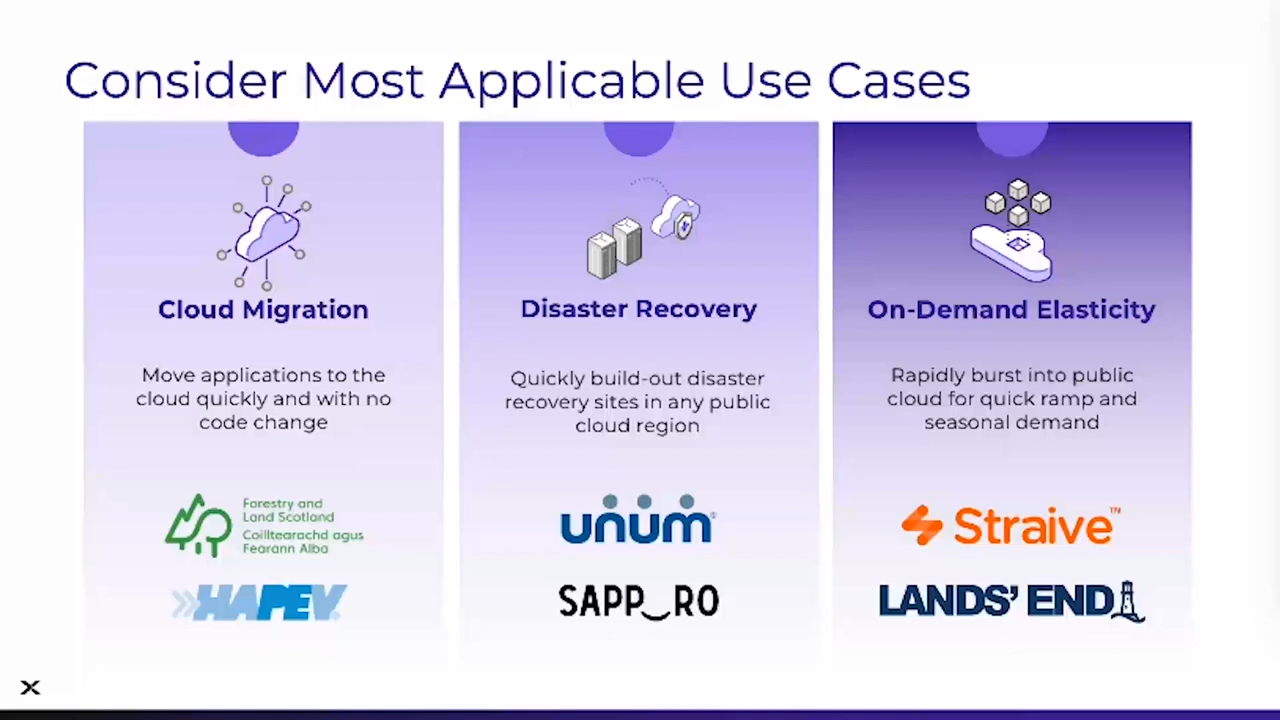 Consider Most Applicable Use Cases
Cloud Migration
Move applications to the
cloud quickly and with no
code change
Forestry and
Land Scotland
Coilltearachd agus
Fearann Alba
HAPEV
Disaster Recovery
Quickly build-out disaster
recovery sites in any public
cloud region
unum®
SAPP‿RO
On-Demand Elasticity
Rapidly burst into public
cloud for quick ramp and
seasonal demand
Straive™
LANDS' END